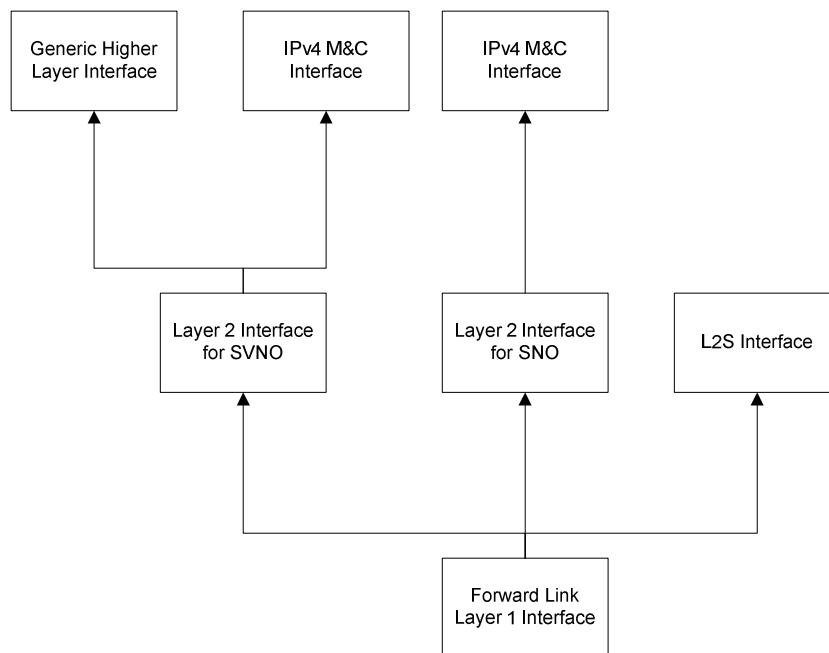 Generic Higher
Layer Interface
IPv4 M&C
Interface
IPv4 M&C
Interface
Layer 2 Interface
for SVNO
Layer 2 Interface
for SNO
L2S Interface
Forward Link
Layer 1 Interface